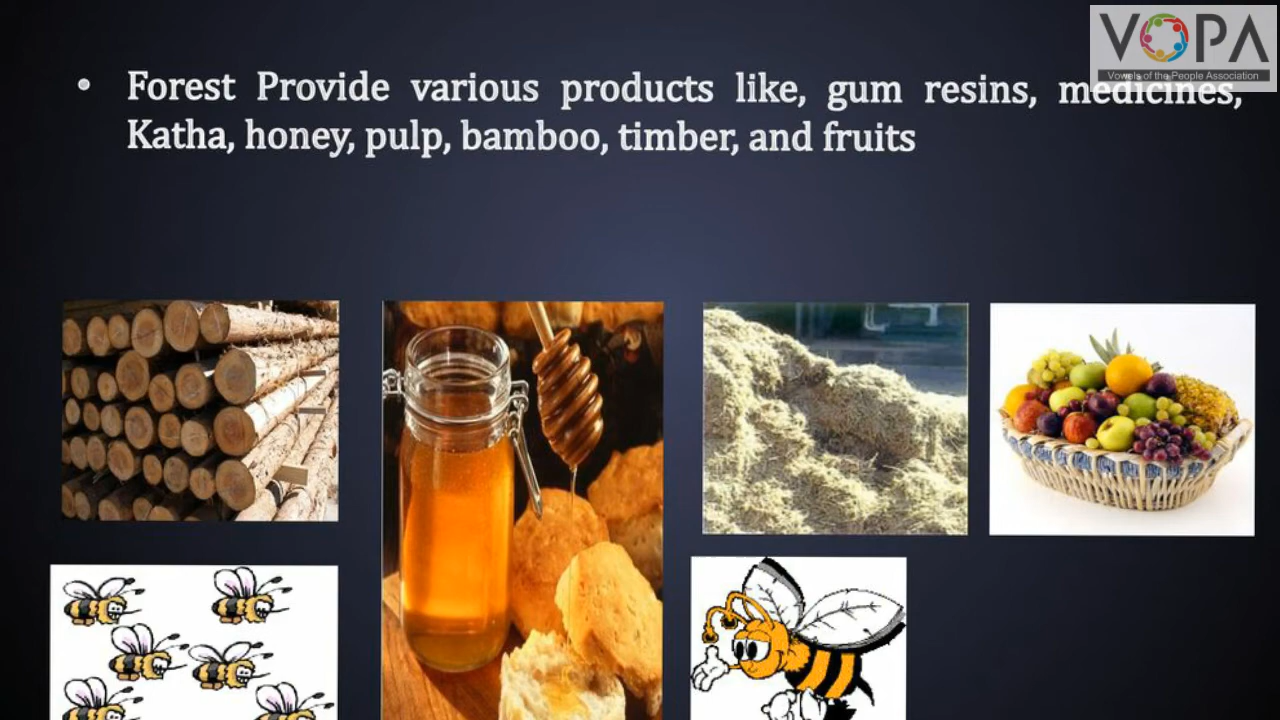 VOPA
Vowels of the People Association
• Forest Provide various products like, gum resins, medicines,
Katha, honey, pulp, bamboo, timber, and fruits